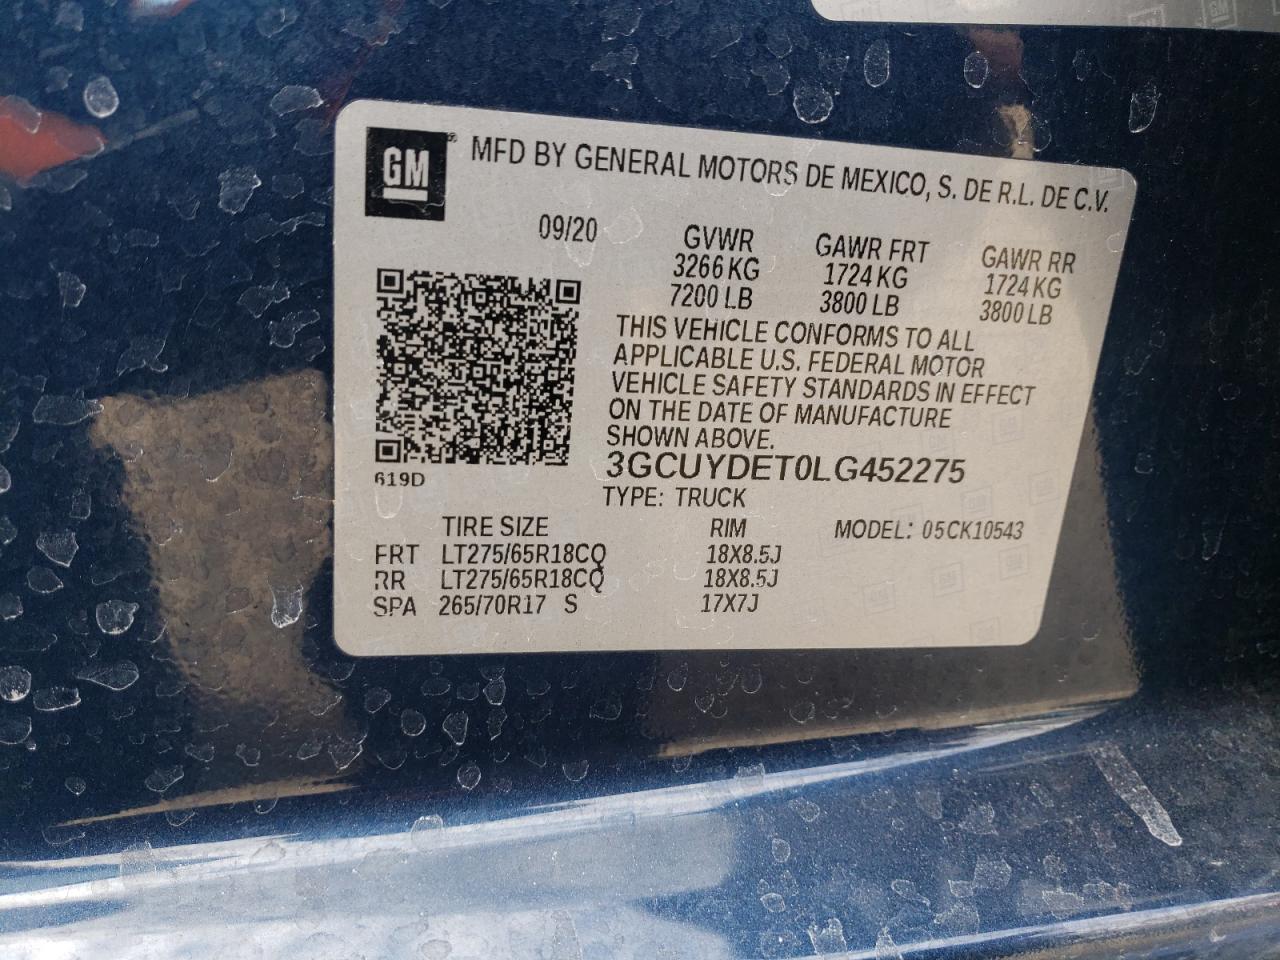 GM® MFD BY GENERAL MOTORS DE MEXICO, S. DE R.L. DE C.V.
09/20 GVWR GAWR FRT GAWR RR
3266 KG 1724 KG 1724 KG
7200 LB 3800 LB 3800 LB
THIS VEHICLE CONFORMS TO ALL
APPLICABLE U.S. FEDERAL MOTOR
VEHICLE SAFETY STANDARDS IN EFFECT
ON THE DATE OF MANUFACTURE
SHOWN ABOVE.
3GCUYDET0LG452275
619D
TYPE: TRUCK
TIRE SIZE RIM MODEL: 05CK10543
FRT LT275/65R18CQ 18X8.5J
RR LT275/65R18CQ 18X8.5J
SPA 265/70R17 S 17X7J